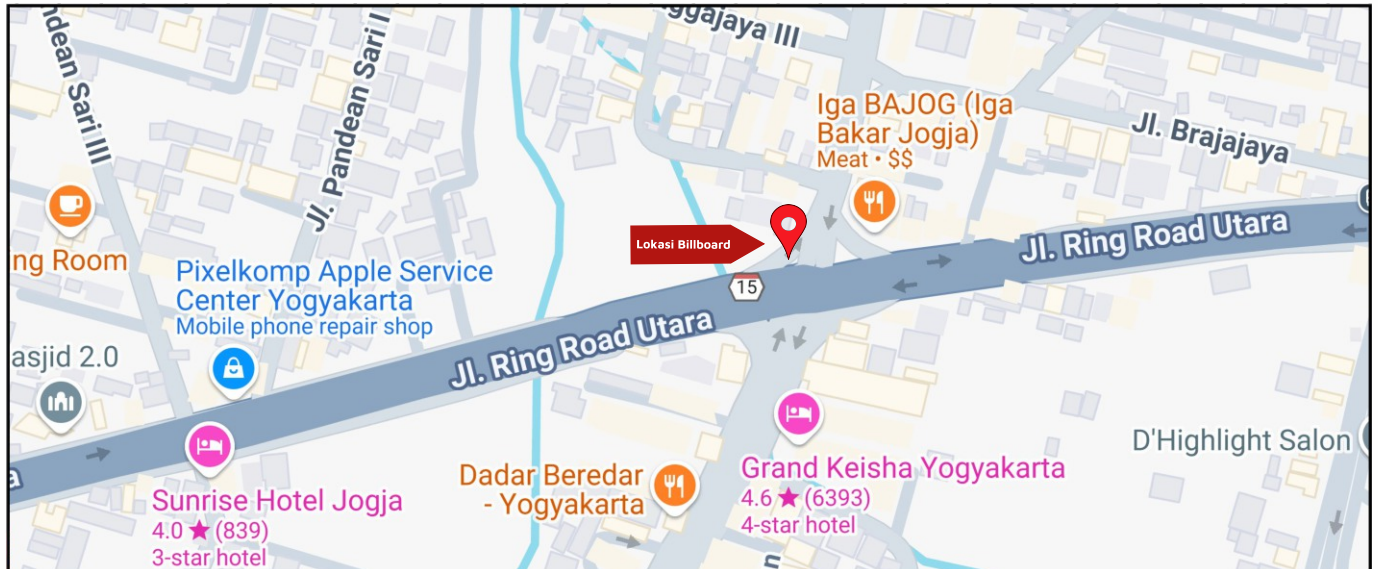 ndean Sari III
Jl. Pandean Sari I
ggajaya III
Iga BAJOG (Iga
Bakar Jogja)
Meat • $$
Jl. Brajajaya
ng Room
Lokasi Billboard
Jl. Ring Road Utara
Pixelkomp Apple Service
Center Yogyakarta
Mobile phone repair shop
15
Jl. Ring Road Utara
asjid 2.0
D'Highlight Salon
Sunrise Hotel Jogja
4.0 ★ (839)
3-star hotel
Dadar Beredar
- Yogyakarta
Grand Keisha Yogyakarta
4.6 ★ (6393)
4-star hotel